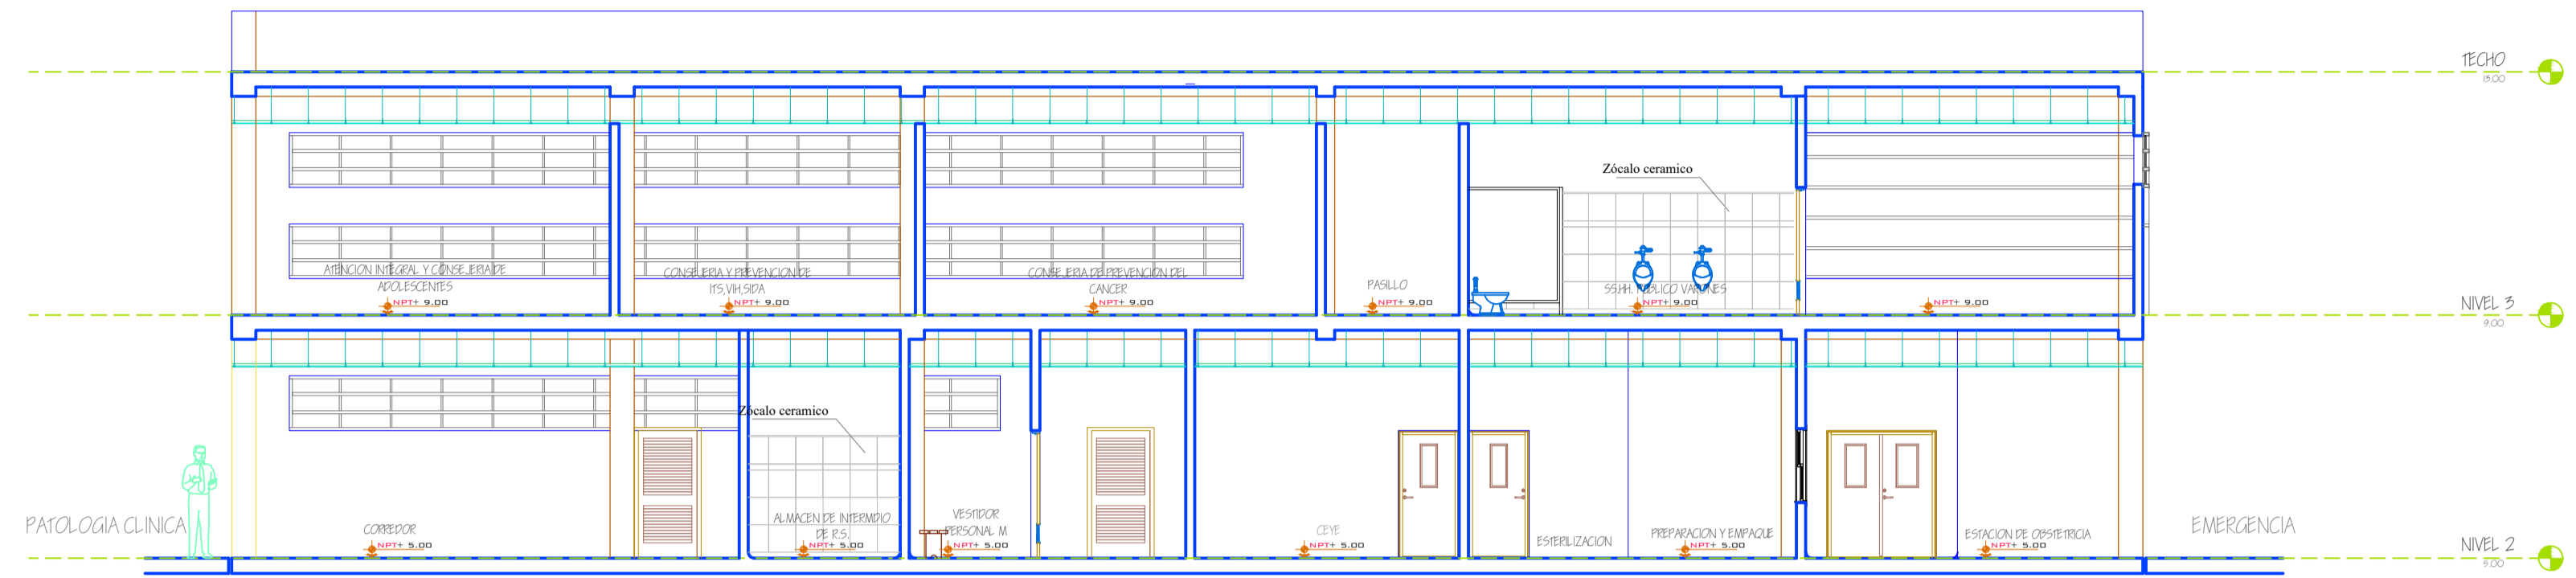 TECHO
13.00
Zócalo ceramico
ATENCION INTEGRAL Y CONSEJERIA DE
ADOLESCENTES
NPT+ 9.00
CONSEJERIA Y PREVENCION DE
ITS,VIH,SIDA
NPT+ 9.00
CONSEJERIA DE PREVENCION DEL
CANCER
NPT+ 9.00
PASILLO
NPT+ 9.00
SS.HH. PUBLICO VARONES
NPT+ 9.00
NPT+ 9.00
NIVEL 3
9.00
Zócalo ceramico
PATOLOGIA CLINICA
CORREDOR
NPT+ 5.00
ALMACEN DE INTERMDIO
DE R.S.
NPT+ 5.00
VESTIDOR
PERSONAL M
NPT+ 5.00
CEYE
NPT+ 5.00
ESTERILIZACION
PREPARACION Y EMPAQUE
NPT+ 5.00
ESTACION DE OBSTETRICIA
NPT+ 5.00
EMERGENCIA
NIVEL 2
5.00